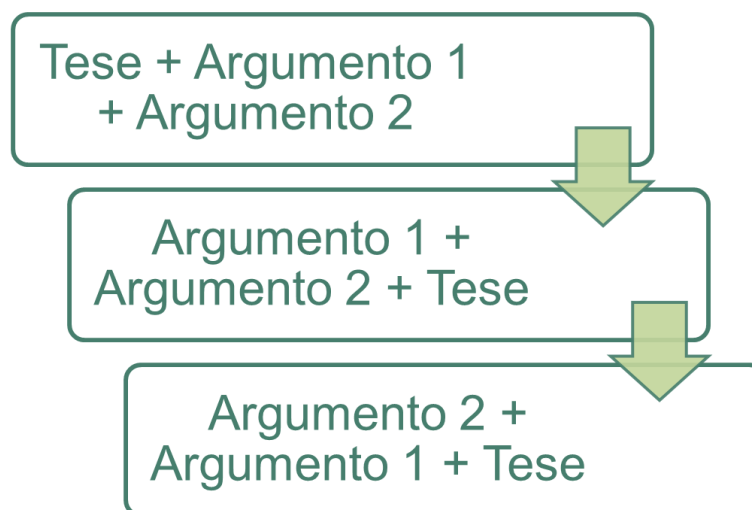 Tese + Argumento 1
+ Argumento 2
Argumento 1 +
Argumento 2 + Tese
Argumento 2 +
Argumento 1 + Tese